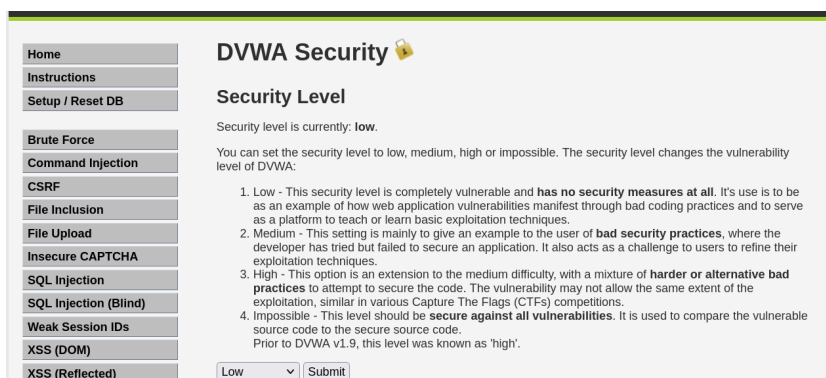 Home
Instructions
Setup / Reset DB
Brute Force
Command Injection
CSRF
File Inclusion
File Upload
Insecure CAPTCHA
SQL Injection
SQL Injection (Blind)
Weak Session IDs
XSS (DOM)
XSS (Reflected)
DVWA Security
Security Level
Security level is currently: low.
You can set the security level to low, medium, high or impossible. The security level changes the vulnerability
level of DVWA:
1. Low - This security level is completely vulnerable and has no security measures at all. It's use is to be
as an example of how web application vulnerabilities manifest through bad coding practices and to serve
as a platform to teach or learn basic exploitation techniques.
2. Medium - This setting is mainly to give an example to the user of bad security practices, where the
developer has tried but failed to secure an application. It also acts as a challenge to users to refine their
exploitation techniques.
3. High - This option is an extension to the medium difficulty, with a mixture of harder or alternative bad
practices to attempt to secure the code. The vulnerability may not allow the same extent of the
exploitation, similar in various Capture The Flags (CTFs) competitions.
4. Impossible - This level should be secure against all vulnerabilities. It is used to compare the vulnerable
source code to the secure source code.
Prior to DVWA v1.9, this level was known as 'high'.
Low
Submit